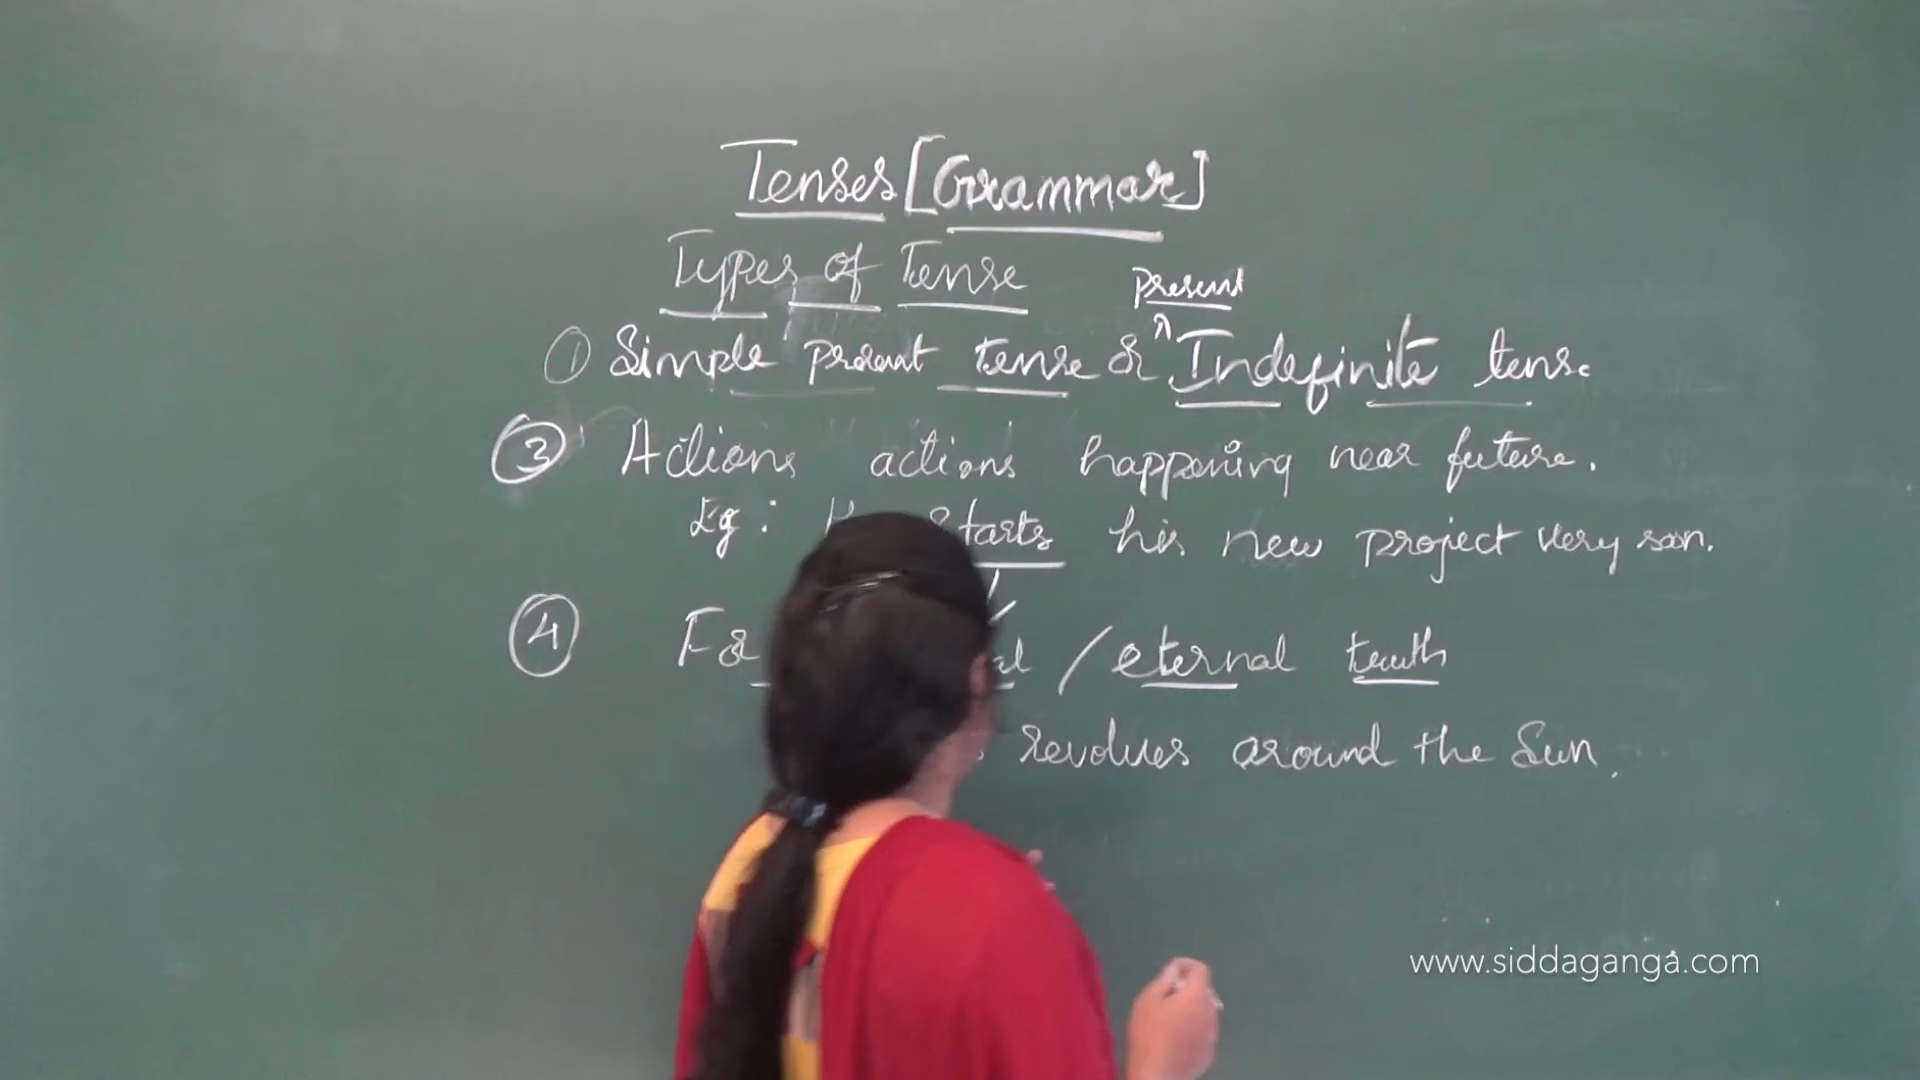 Tenses [Grammar]
Types of Tense
present
① Simple present tense or ^ Indefinite tense
③ Actions actions happening near future.
Eg: starts his new project very soon.
④ For / eternal truth
revolves around the Sun.
www.siddaganga.com